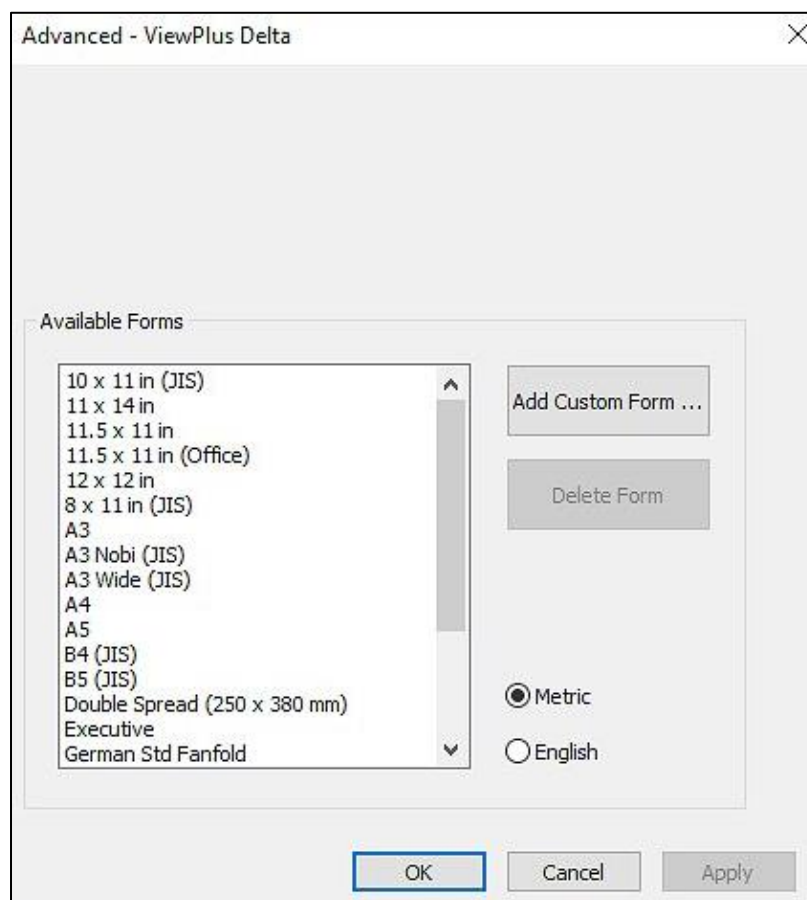 Advanced - ViewPlus Delta
Available Forms
10 x 11 in (JIS)
11 x 14 in
11.5 x 11 in
11.5 x 11 in (Office)
12 x 12 in
8 x 11 in (JIS)
A3
A3 Nobi (JIS)
A3 Wide (JIS)
A4
A5
B4 (JIS)
B5 (JIS)
Double Spread (250 x 380 mm)
Executive
German Std Fanfold
Add Custom Form ...
Delete Form
Metric
English
OK
Cancel
Apply